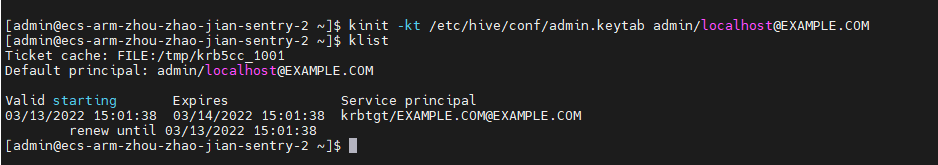 [admin@ecs-arm-zhou-zhao-jian-sentry-2 ~]$ kinit -kt /etc/hive/conf/admin.keytab admin/localhost@EXAMPLE.COM
[admin@ecs-arm-zhou-zhao-jian-sentry-2 ~]$ klist
Ticket cache: FILE:/tmp/krb5cc_1001
Default principal: admin/localhost@EXAMPLE.COM
Valid starting       Expires              Service principal
03/13/2022 15:01:38  03/14/2022 15:01:38  krbtgt/EXAMPLE.COM@EXAMPLE.COM
        renew until 03/13/2022 15:01:38
[admin@ecs-arm-zhou-zhao-jian-sentry-2 ~]$